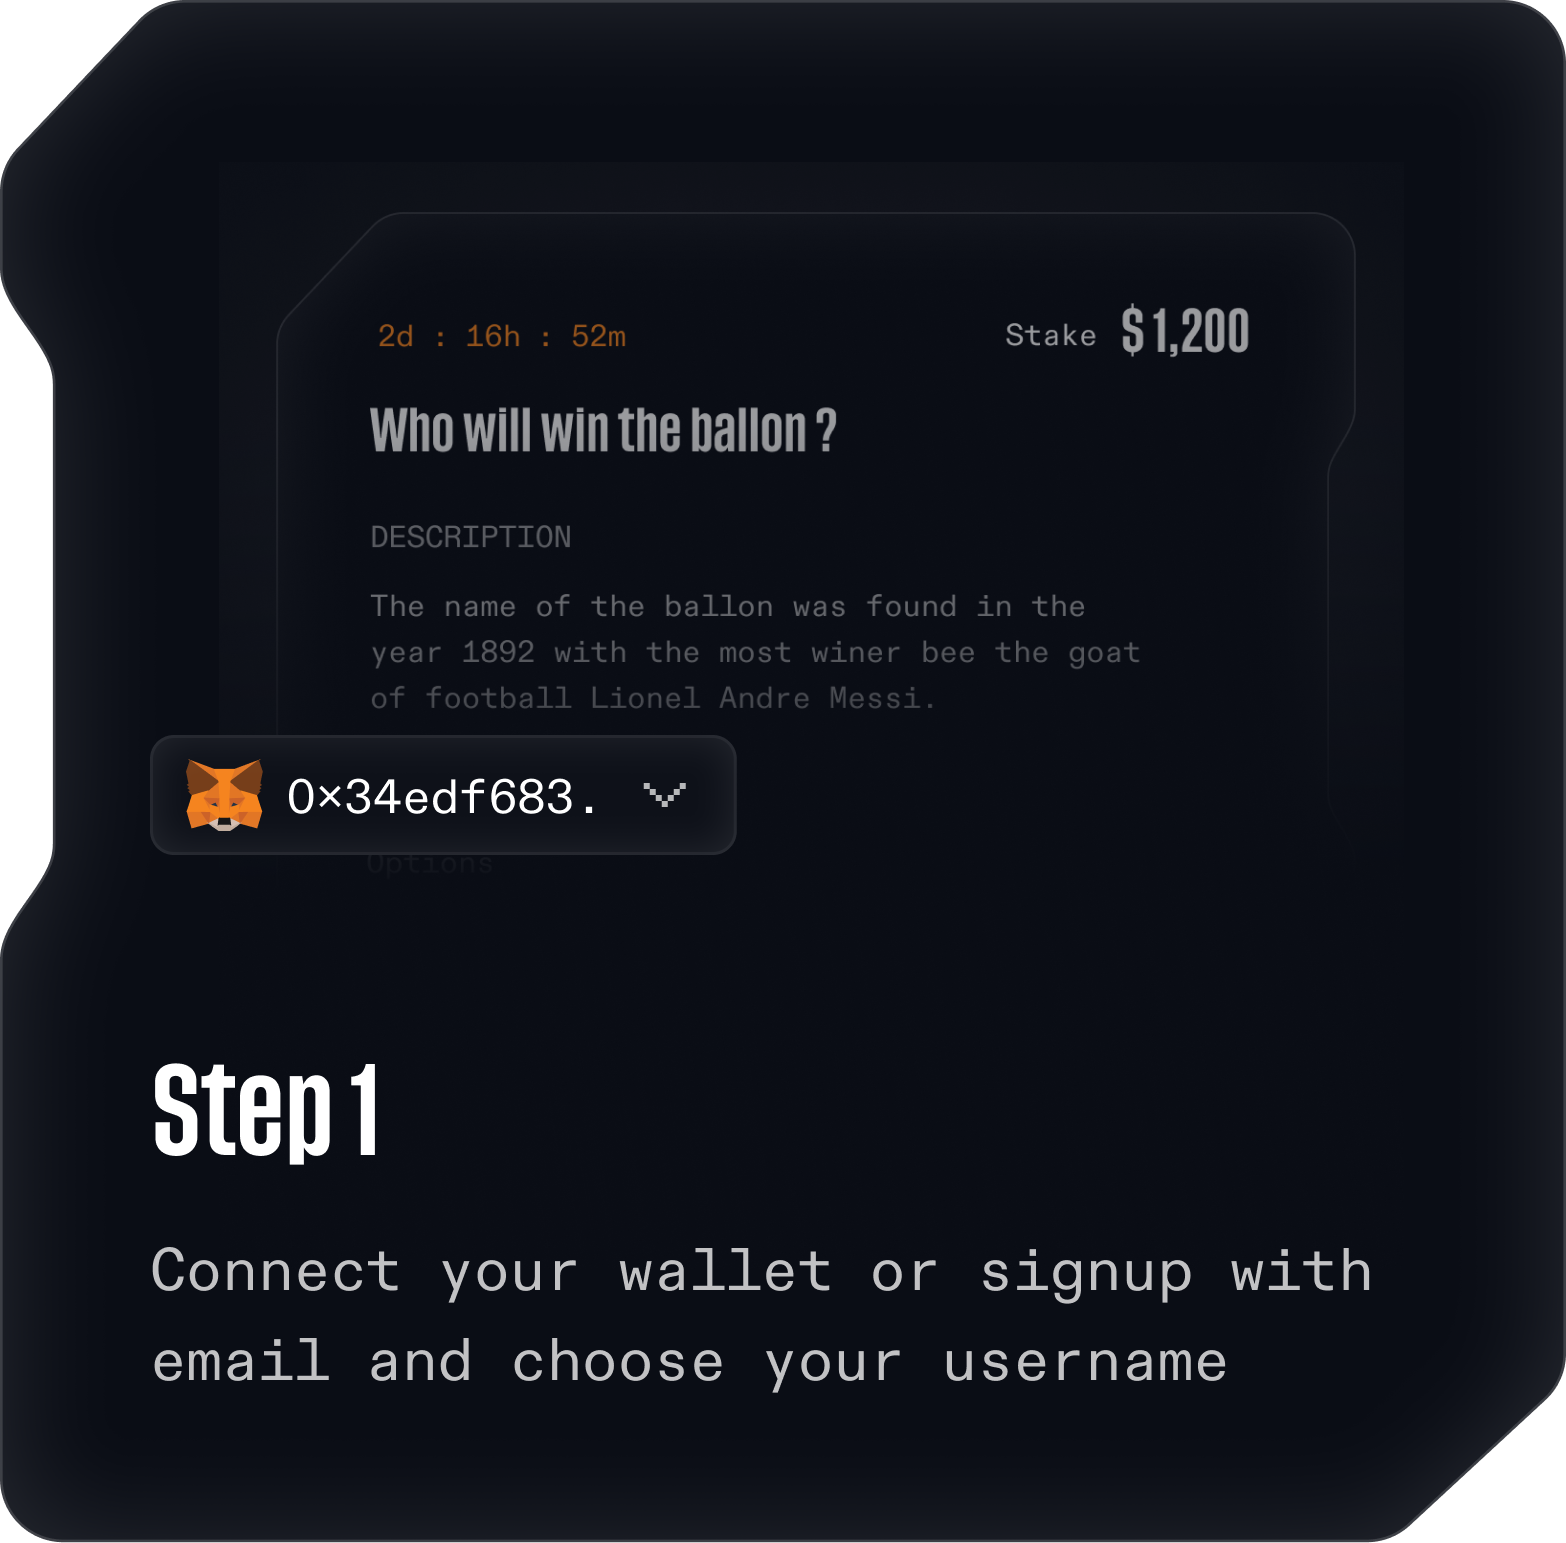 2d : 16h : 52m
Stake $1,200
Who will win the ballon ?
DESCRIPTION
The name of the ballon was found in the
year 1892 with the most winer bee the goat
of football Lionel Andre Messi.
0×34edf683.
Options
Step 1
Connect your wallet or signup with
email and choose your username